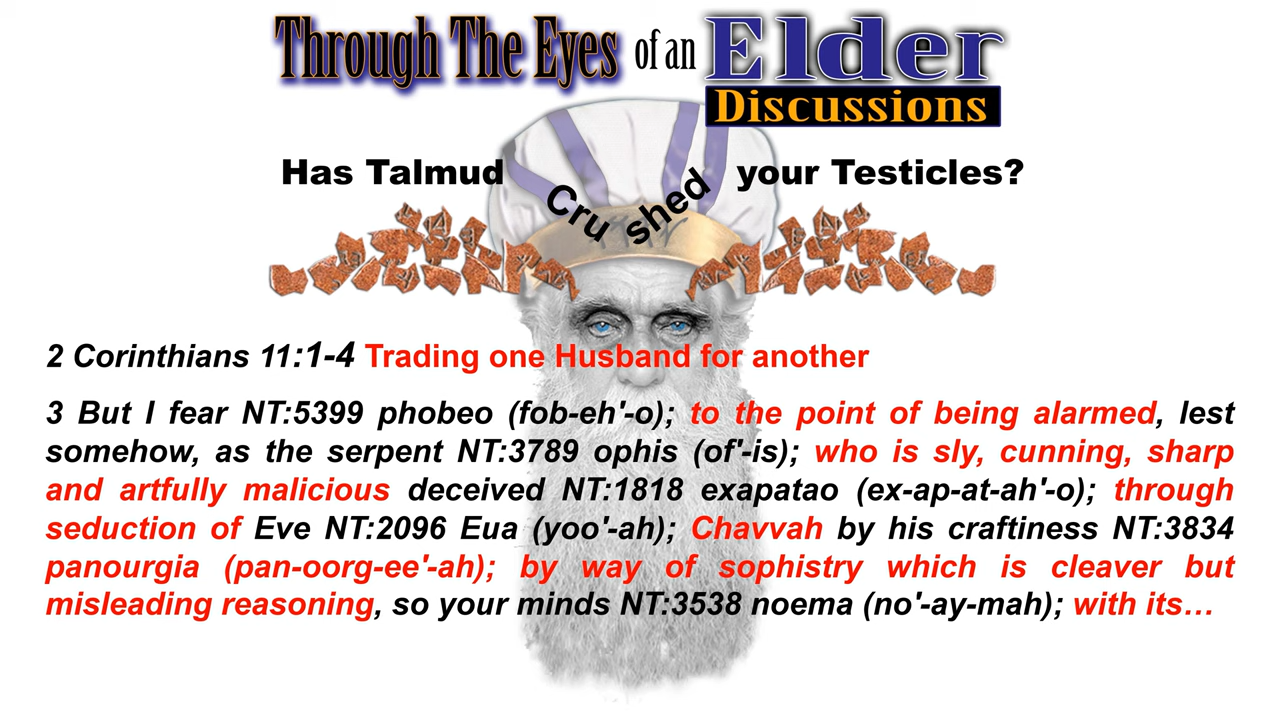 Through The Eyes of an Elder
Discussions
Has Talmud Crushed your Testicles?
2 Corinthians 11:1-4 Trading one Husband for another
3 But I fear NT:5399 phobeo (fob-eh'-o); to the point of being alarmed, lest
somehow, as the serpent NT:3789 ophis (of'-is); who is sly, cunning, sharp
and artfully malicious deceived NT:1818 exapatao (ex-ap-at-ah'-o); through
seduction of Eve NT:2096 Eua (yoo'-ah); Chavvah by his craftiness NT:3834
panourgia (pan-oorg-ee'-ah); by way of sophistry which is cleaver but
misleading reasoning, so your minds NT:3538 noema (no'-ay-mah); with its…